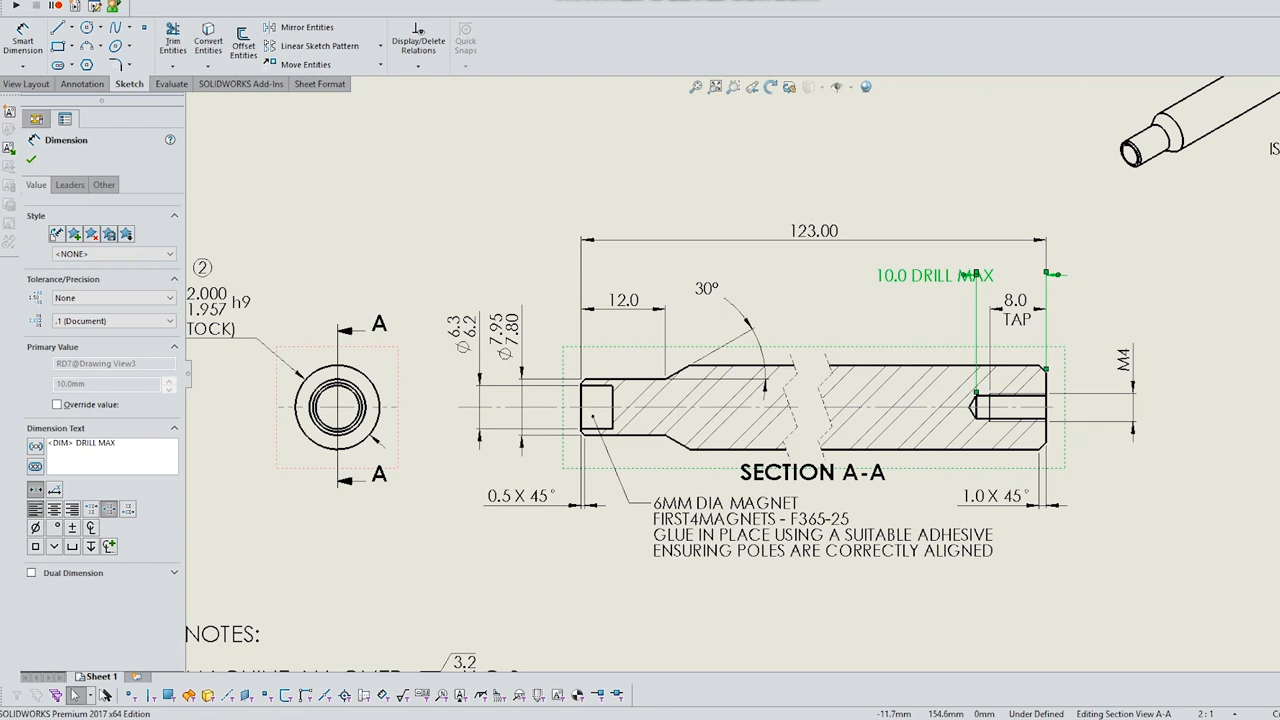 Smart
Dimension
Trim
Entities
Convert
Entities
Offset
Entities
Mirror Entities
Linear Sketch Pattern
Move Entities
Display/Delete
Relations
Quick
Snaps
View Layout
Annotation
Sketch
Evaluate
SOLIDWORKS Add-Ins
Sheet Format
Dimension
Value
Leaders
Other
Style
<NONE>
Tolerance/Precision
None
.1 (Document)
Primary Value
RD7@Drawing View3
10.0mm
Override value:
Dimension Text
<DIM> DRILL MAX
Dual Dimension
2
2.000
1.957 h9
TOCK)
A
A
123.00
10.0 DRILL MAX
12.0
30°
8.0
TAP
Ø 6.3
6.2
Ø 7.95
7.80
M4
SECTION A-A
0.5 X 45°
1.0 X 45°
6MM DIA MAGNET
FIRST4MAGNETS - F365-25
GLUE IN PLACE USING A SUITABLE ADHESIVE
ENSURING POLES ARE CORRECTLY ALIGNED
NOTES:
3.2
Sheet 1
SOLIDWORKS Premium 2017 x64 Edition
-11.7mm
154.6mm
0mm
Under Defined
Editing Section View A-A
2 : 1